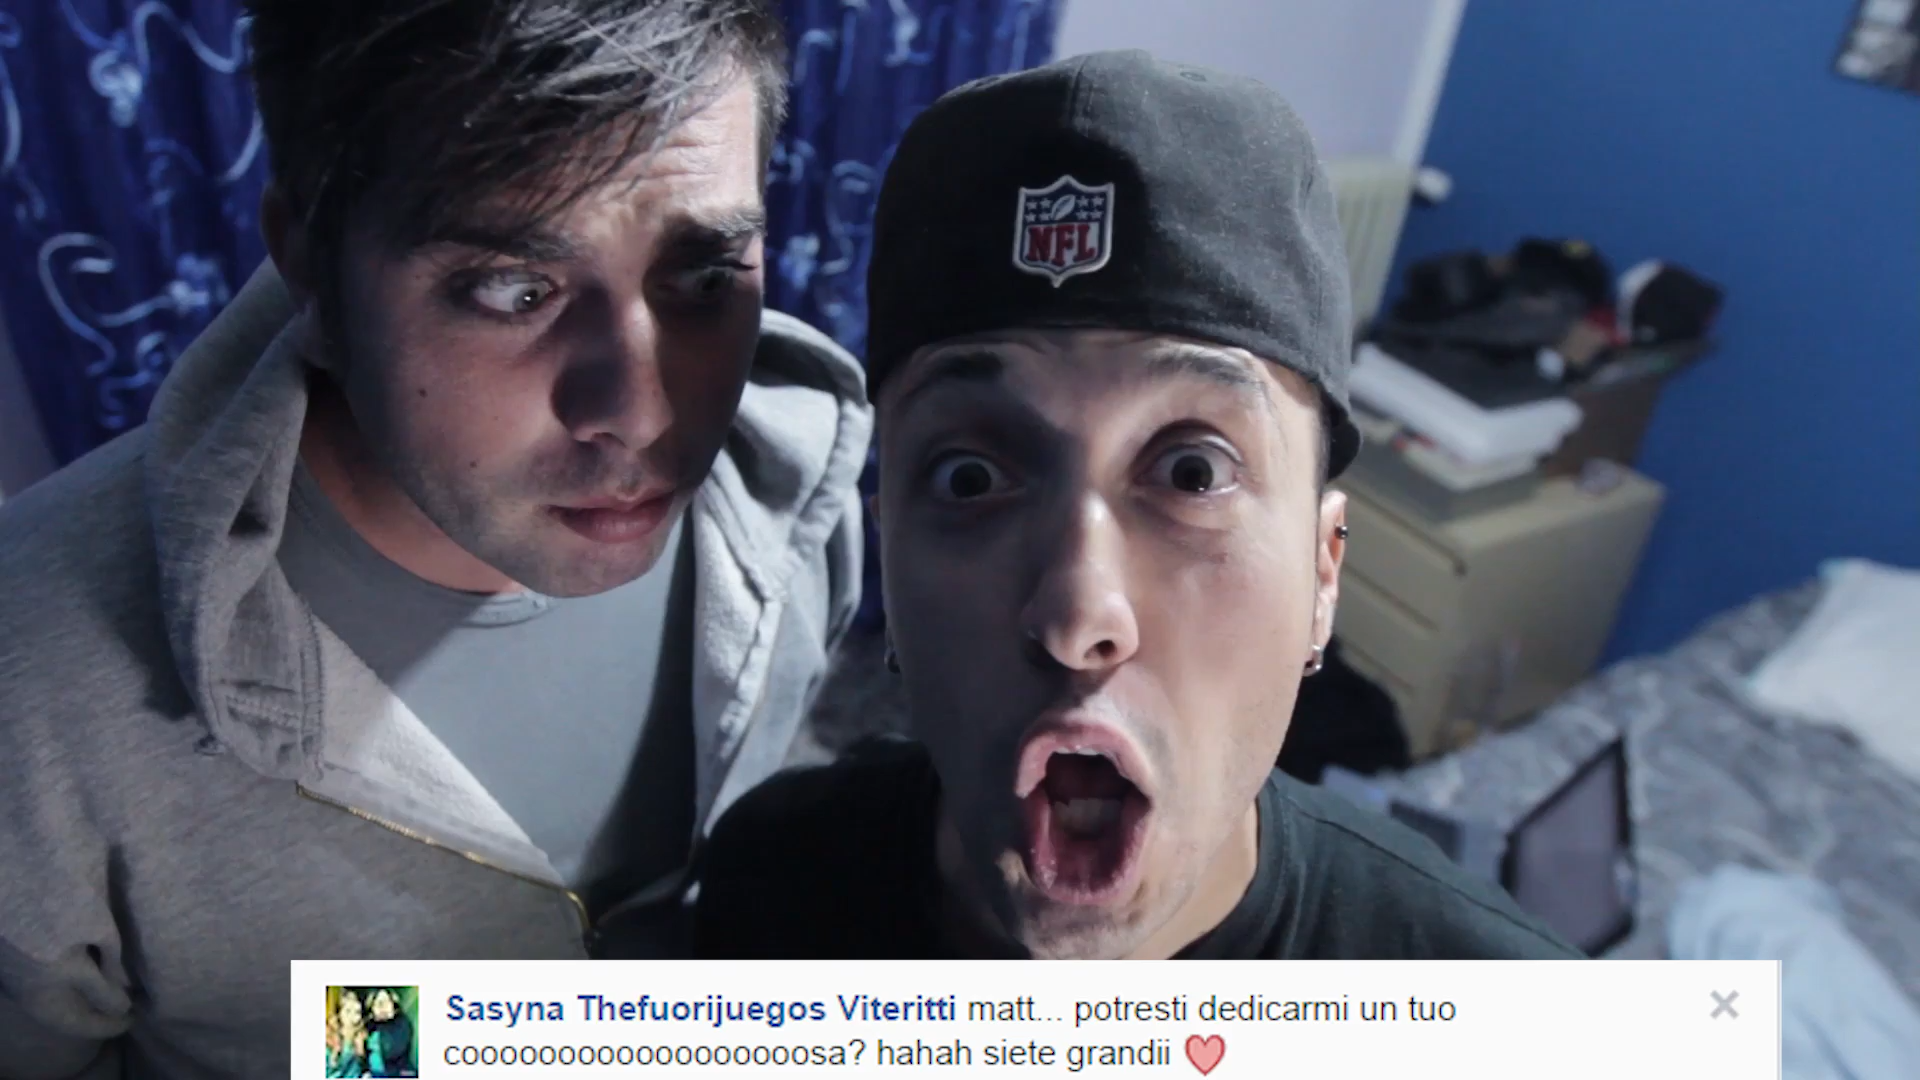 NFL
Sasyna Thefuorijuegos Viteritti matt... potresti dedicarmi un tuo
cooooooooooooooooooosa? hahah siete grandii ❤